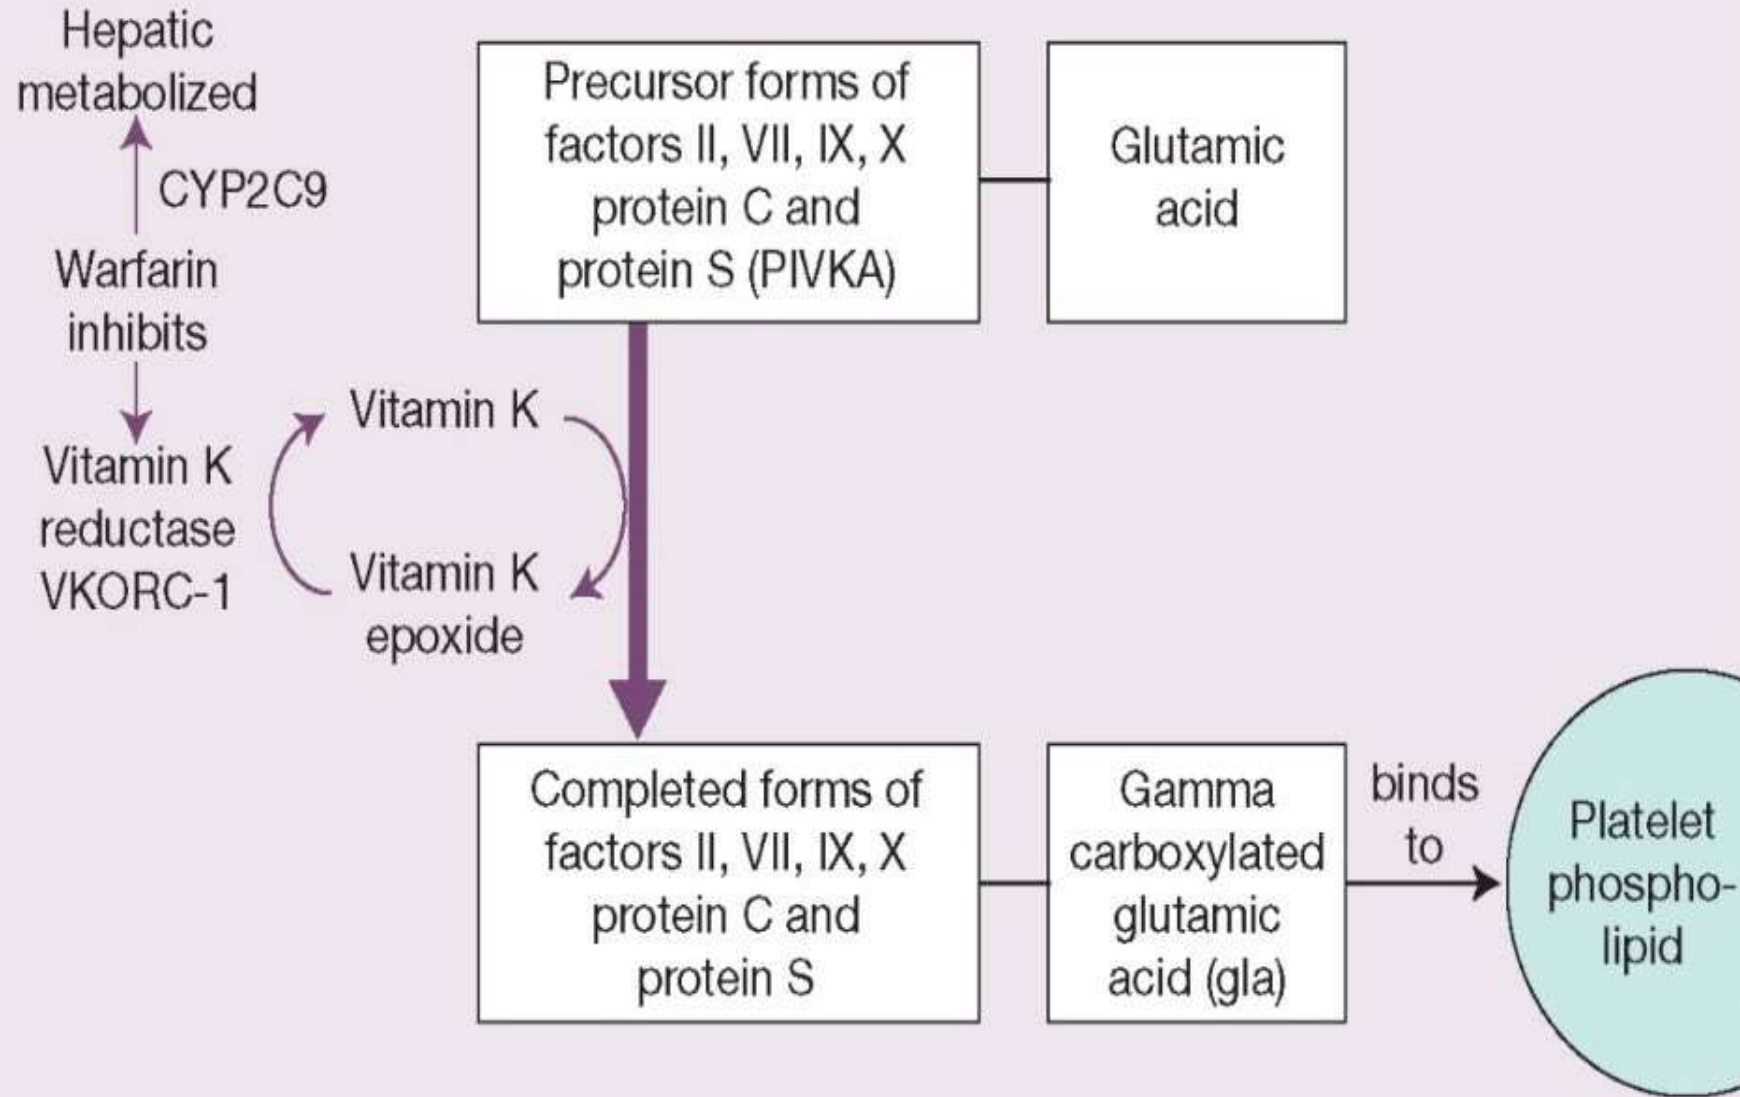 Hepatic
metabolized
CYP2C9
Warfarin
inhibits
Vitamin K
reductase
VKORC-1
Vitamin K
Vitamin K
epoxide
Precursor forms of
factors II, VII, IX, X
protein C and
protein S (PIVKA)
Glutamic
acid
Completed forms of
factors II, VII, IX, X
protein C and
protein S
Gamma
carboxylated
glutamic
acid (gla)
binds
to
Platelet
phospho-
lipid